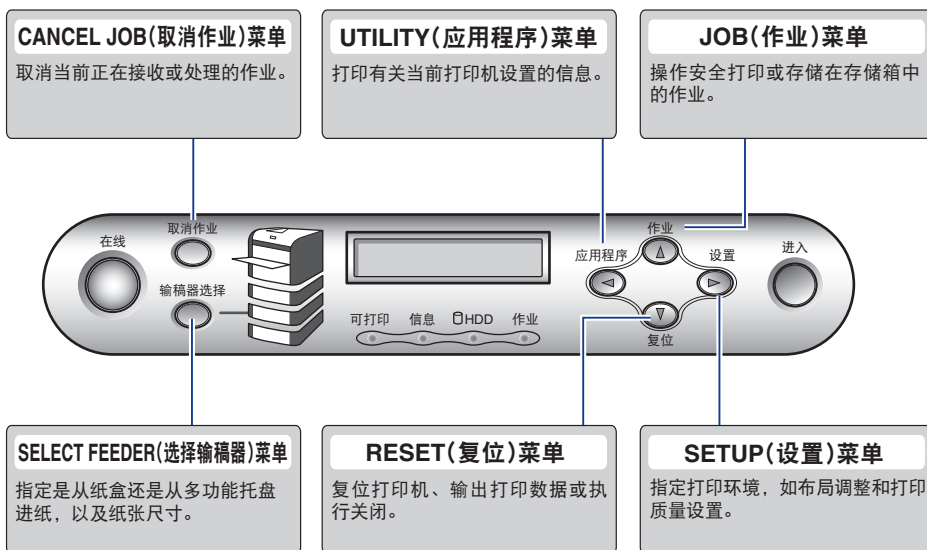 CANCEL JOB(取消作业)菜单
取消当前正在接收或处理的作业。
UTILITY(应用程序)菜单
打印有关当前打印机设置的信息。
JOB(作业)菜单
操作安全打印或存储在存储箱中
的作业。
在线
取消作业
输稿器选择
可打印
信息
HDD
作业
应用程序
作业
设置
复位
进入
SELECT FEEDER(选择输稿器)菜单
指定是从纸盒还是从多功能托盘
进纸，以及纸张尺寸。
RESET(复位)菜单
复位打印机、输出打印数据或执
行关闭。
SETUP(设置)菜单
指定打印环境，如布局调整和打印
质量设置。